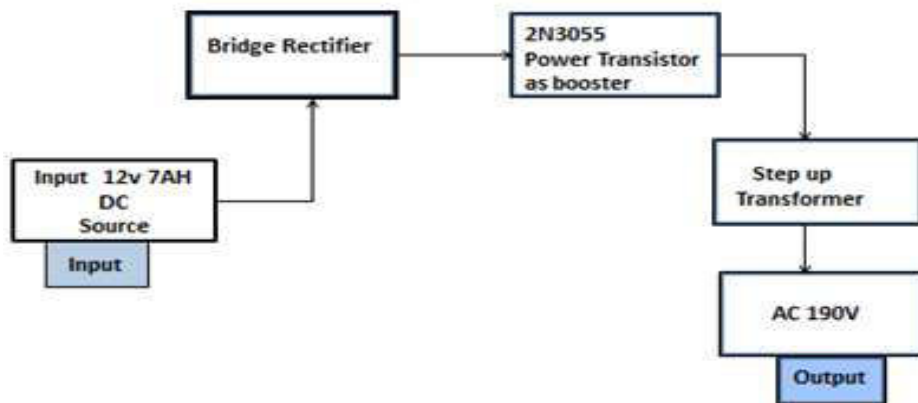 Bridge Rectifier
2N3055
Power Transistor
as booster
Input 12v 7AH
DC
Source
Input
Step up
Transformer
AC 190V
Output